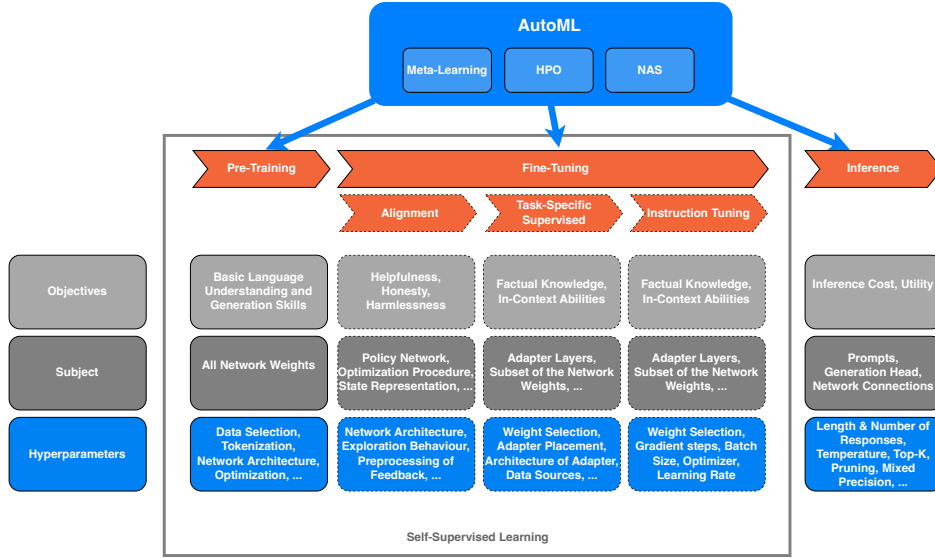 AutoML
Meta-Learning
HPO
NAS
Pre-Training
Fine-Tuning
Inference
Alignment
Task-Specific
Supervised
Instruction Tuning
Objectives
Basic Language
Understanding and
Generation Skills
Helpfulness,
Honesty,
Harmlessness
Factual Knowledge,
In-Context Abilities
Factual Knowledge,
In-Context Abilities
Inference Cost, Utility
Subject
All Network Weights
Policy Network,
Optimization Procedure,
State Representation, ...
Adapter Layers,
Subset of the Network
Weights, ...
Adapter Layers,
Subset of the Network
Weights, ...
Prompts,
Generation Head,
Network Connections
Hyperparameters
Data Selection,
Tokenization,
Network Architecture,
Optimization, ...
Network Architecture,
Exploration Behaviour,
Preprocessing of
Feedback, ...
Weight Selection,
Adapter Placement,
Architecture of Adapter,
Data Sources, ...
Weight Selection,
Gradient steps, Batch
Size, Optimizer,
Learning Rate
Length & Number of
Responses,
Temperature, Top-K,
Pruning, Mixed
Precision, ...
Self-Supervised Learning